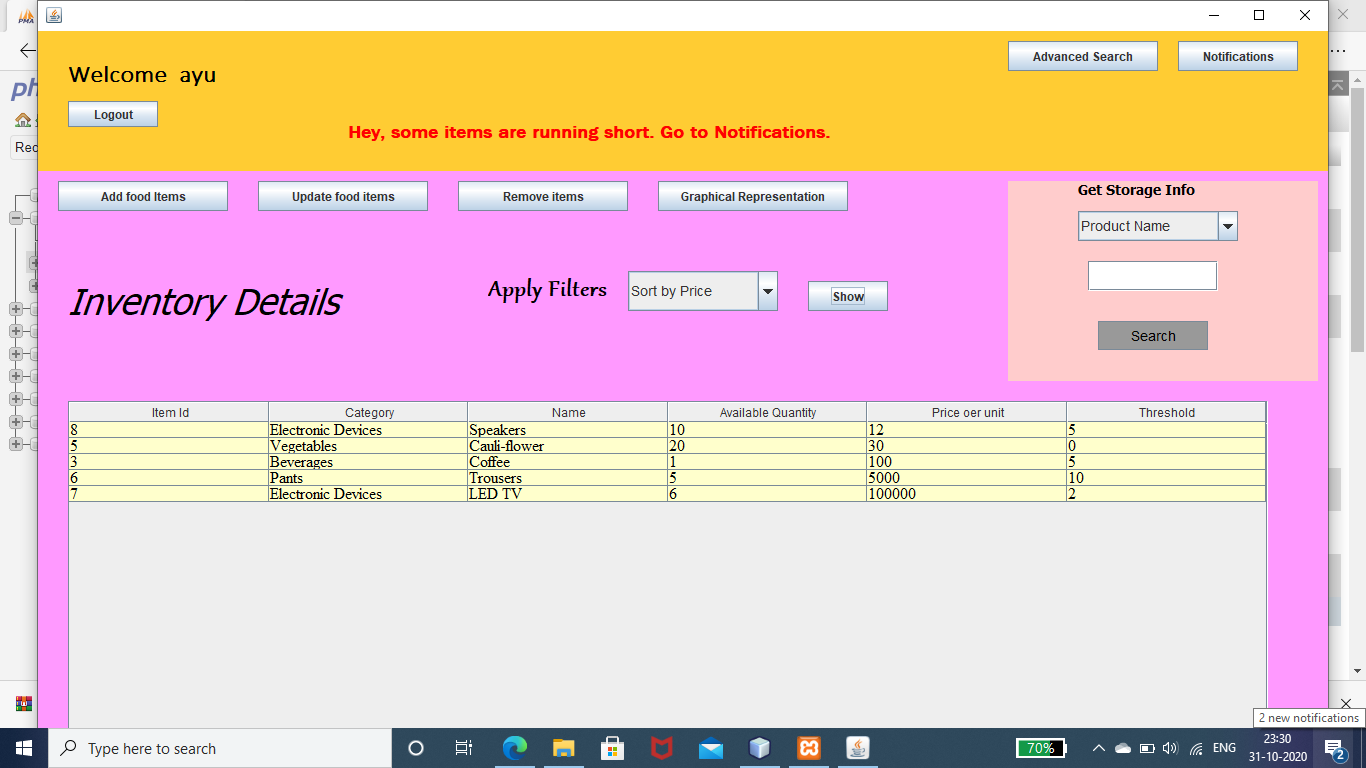 PMA
ph
Rec
Welcome ayu
Advanced Search
Notifications
Logout
Hey, some items are running short. Go to Notifications.
Add food Items
Update food items
Remove items
Graphical Representation
Get Storage Info
Product Name
Search
Inventory Details
Apply Filters
Sort by Price
Show
Item Id Category Name Available Quantity Price oer unit Threshold
8 Electronic Devices Speakers 10 12 5
5 Vegetables Cauli-flower 20 30 0
3 Beverages Coffee 1 100 5
6 Pants Trousers 5 5000 10
7 Electronic Devices LED TV 6 100000 2
2 new notifications
Type here to search
70%
ENG
23:30
31-10-2020
2